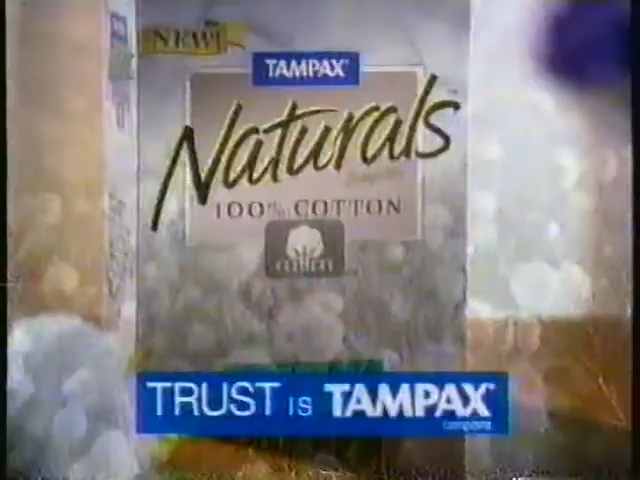 NEW!
TAMPAX
Naturals
100% COTTON
cotton
TRUST IS TAMPAX
tampons